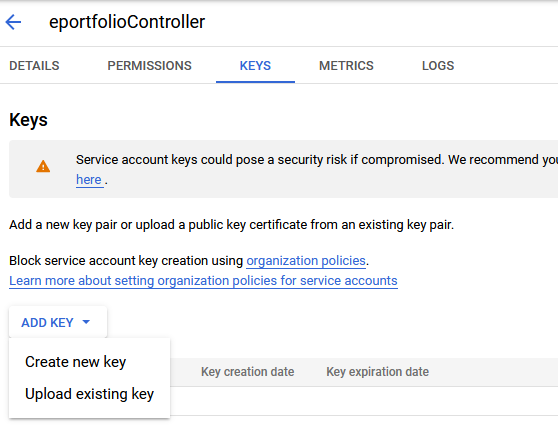 eportfolioController
DETAILS PERMISSIONS KEYS METRICS LOGS
Keys
Service account keys could pose a security risk if compromised. We recommend you
here .
Add a new key pair or upload a public key certificate from an existing key pair.
Block service account key creation using organization policies.
Learn more about setting organization policies for service accounts
ADD KEY
Create new key
Upload existing key
Key creation date Key expiration date